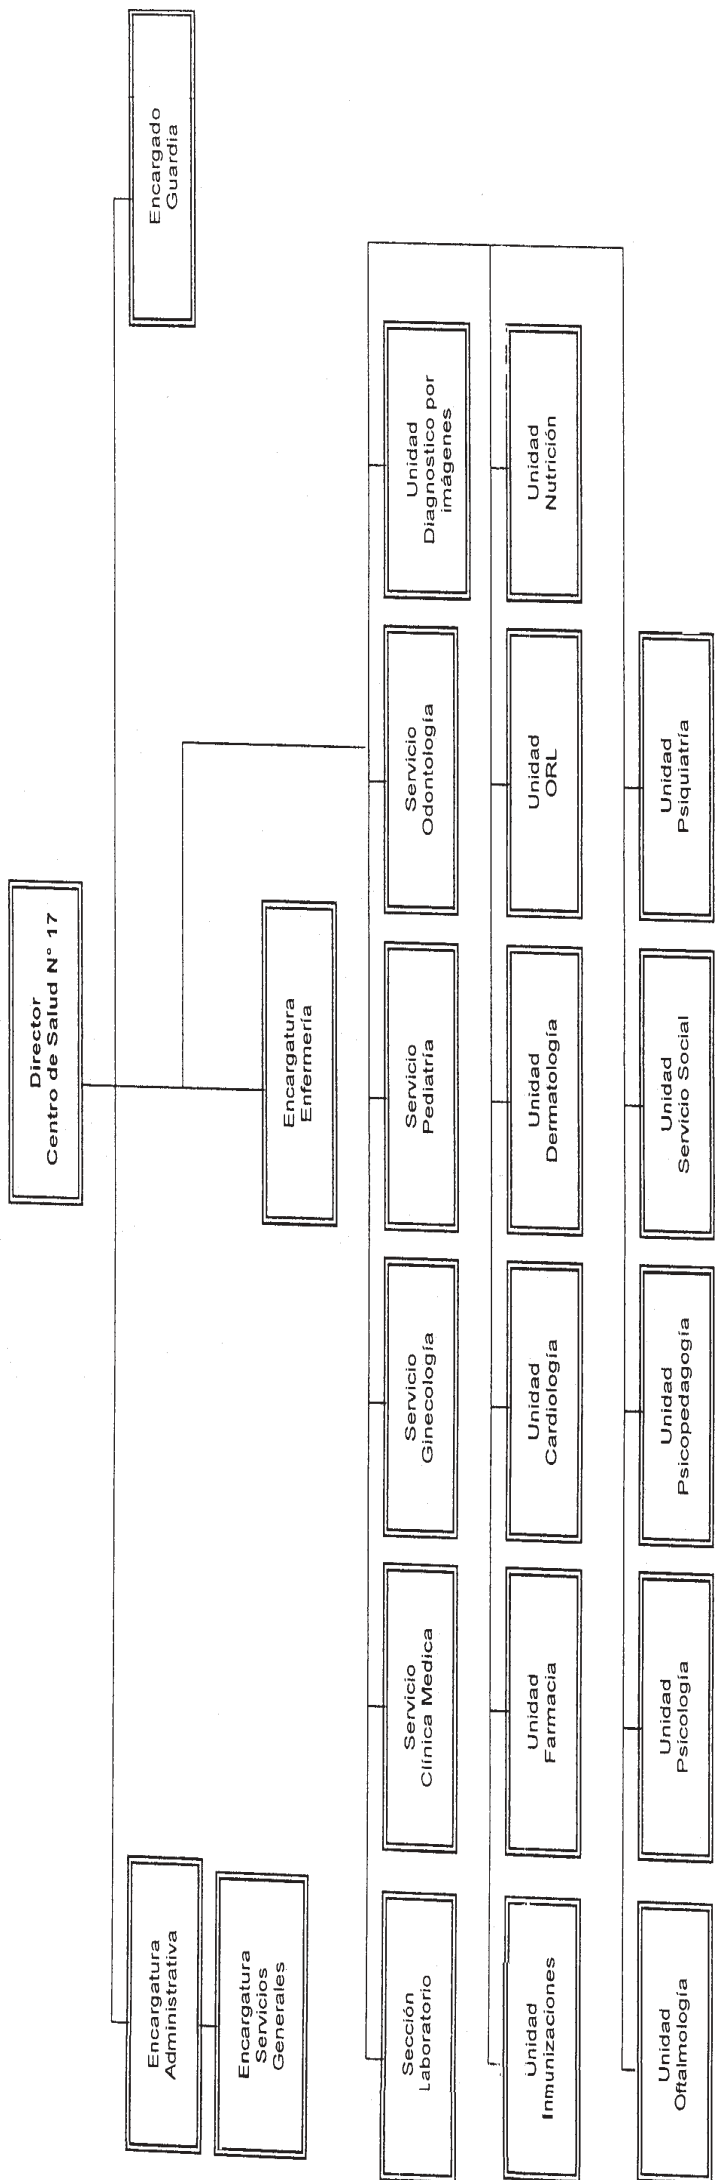 Director
Centro de Salud N° 17
Encargatura
Administrativa
Encargado
Guardia
Encargatura
Servicios
Generales
Encargatura
Enfermería
Sección
Laboratorio
Servicio
Clínica Medica
Servicio
Ginecología
Servicio
Pediatría
Servicio
Odontología
Unidad
Diagnostico por
imágenes
Unidad
Inmunizaciones
Unidad
Farmacia
Unidad
Cardiología
Unidad
Dermatología
Unidad
ORL
Unidad
Nutrición
Unidad
Oftalmología
Unidad
Psicología
Unidad
Psicopedagogía
Unidad
Servicio Social
Unidad
Psiquiatría